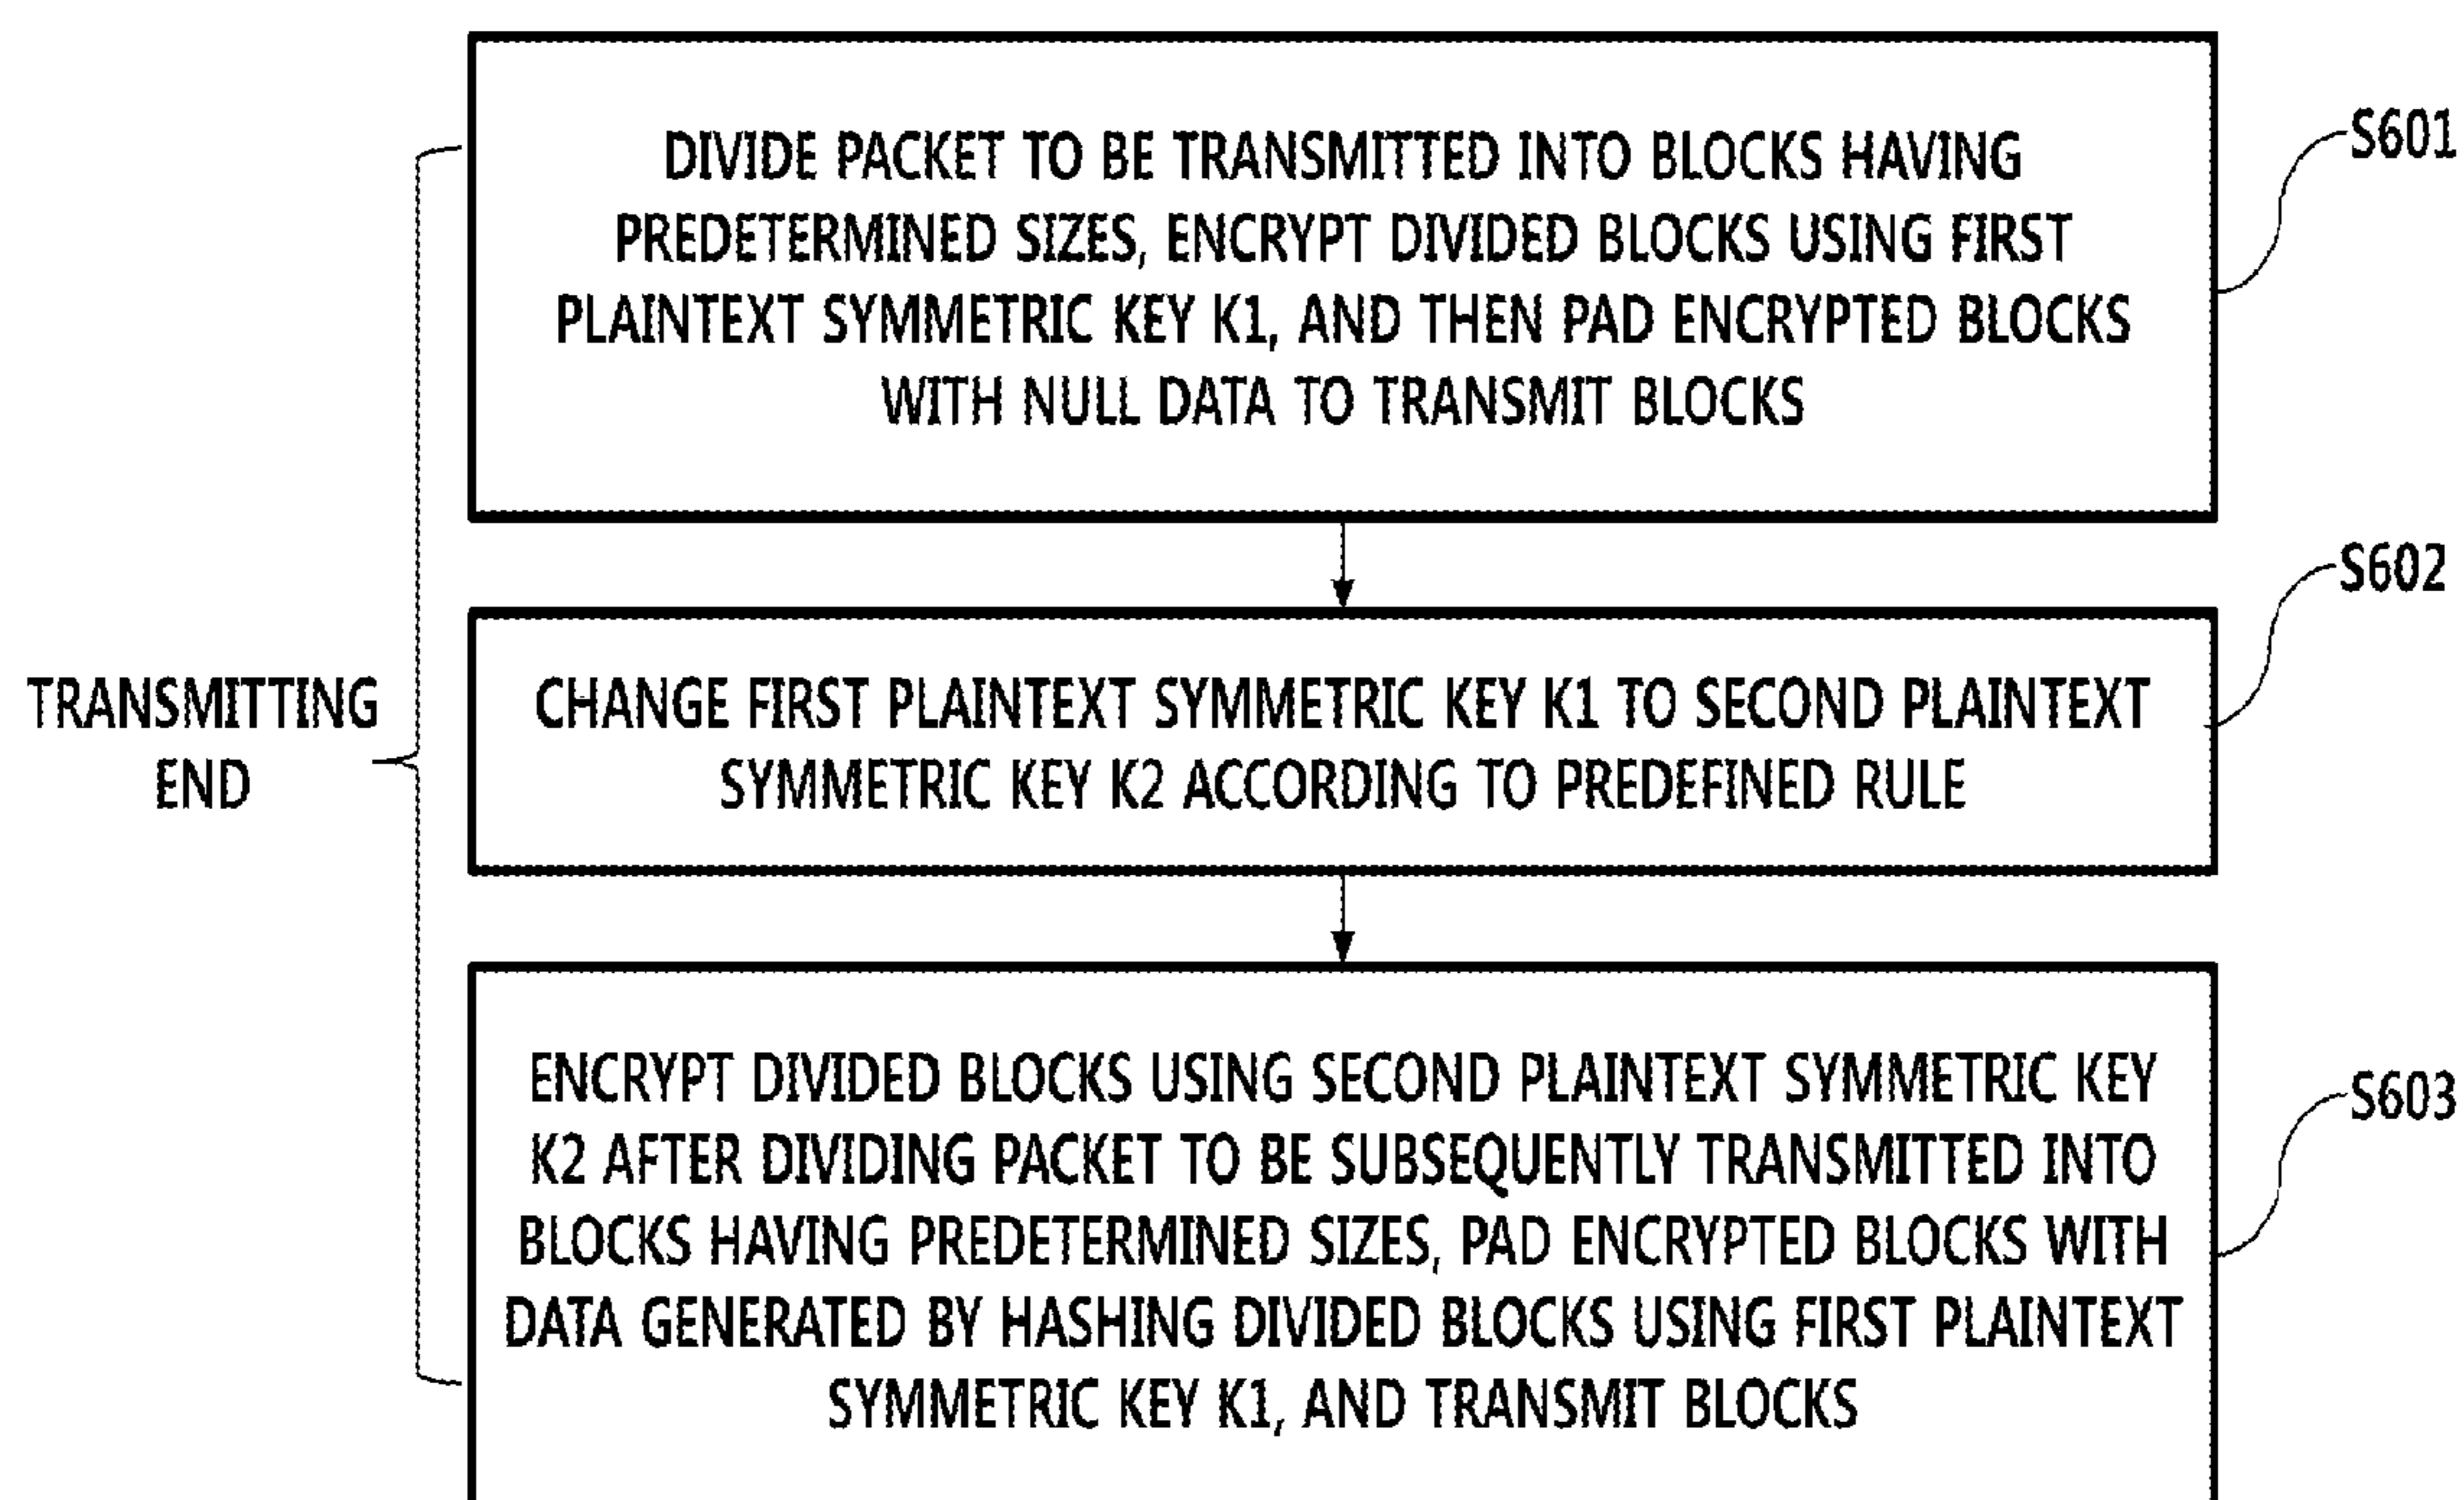 DIVIDE PACKET TO BE TRANSMITTED INTO BLOCKS HAVING
PREDETERMINED SIZES, ENCRYPT DIVIDED BLOCKS USING FIRST
PLAINTEXT SYMMETRIC KEY K1, AND THEN PAD ENCRYPTED BLOCKS
WITH NULL DATA TO TRANSMIT BLOCKS
S601
CHANGE FIRST PLAINTEXT SYMMETRIC KEY K1 TO SECOND PLAINTEXT
SYMMETRIC KEY K2 ACCORDING TO PREDEFINED RULE
S602
TRANSMITTING
END
ENCRYPT DIVIDED BLOCKS USING SECOND PLAINTEXT SYMMETRIC KEY
K2 AFTER DIVIDING PACKET TO BE SUBSEQUENTLY TRANSMITTED INTO
BLOCKS HAVING PREDETERMINED SIZES, PAD ENCRYPTED BLOCKS WITH
DATA GENERATED BY HASHING DIVIDED BLOCKS USING FIRST PLAINTEXT
SYMMETRIC KEY K1, AND TRANSMIT BLOCKS
S603